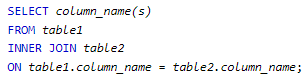 SELECT column_name(s)
FROM table1
INNER JOIN table2
ON table1.column_name = table2.column_name;